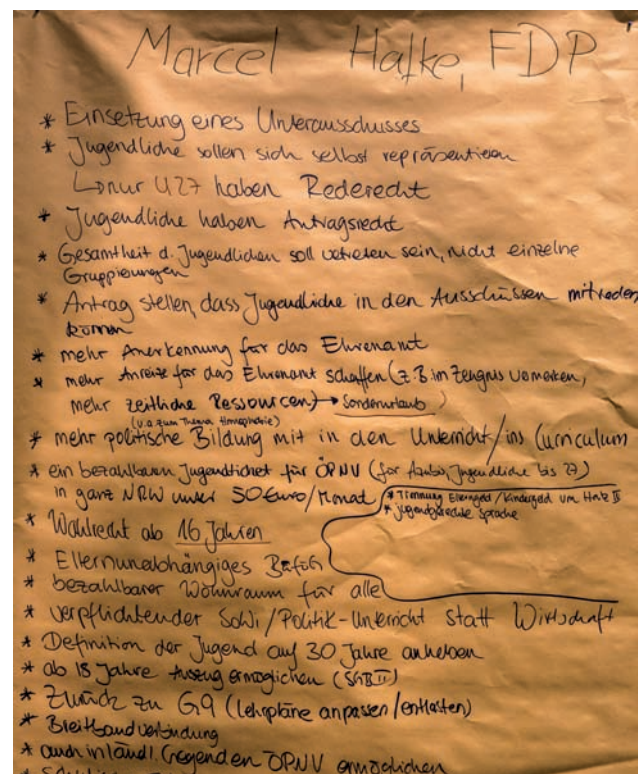 Marcel Hafke, FDP
* Einsetzung eines Unterausschusses
* Jugendliche sollen sich selbst repräsentieren
↳ nur U27 haben Rederecht
* Jugendliche haben Antragsrecht
* Gesamtheit d. Jugendlichen soll vetreten sein, nicht einzelne
Gruppierungen
* Antrag stellen, dass Jugendliche in den Ausschüssen mitreden
können
* mehr Anerkennung für das Ehrenamt
* mehr Anreize für das Ehrenamt schaffen (z.B. im Zeugnis vermerken,
mehr zeitliche Ressourcen) → Sonderurlaub
(v.a. zum Thema Homophobie)
* mehr politische Bildung mit in den Unterricht/ins Curriculum
* ein bezahlbares Jugendticket für ÖPNV (für Azubis, Jugendliche bis 27)
in ganz NRW unter 50 Euro/Monat
* Trennung Elterngeld/Kindergeld von Hartz IV
* jugendgerechte Sprache
* Wahlrecht ab 16 Jahren
* Elternunabhängiges Bafög
* bezahlbarer Wohnraum für alle
* verpflichtender SoWi/Politik-Unterricht statt Wirtschaft
* Definition der Jugend auf 30 Jahre anheben
* ab 18 Jahre Auszug ermöglichen (SGB II)
* Zurück zu G9 (Lehrpläne anpassen/entlasten)
* Breitbandverbindung
* auch in ländl. Gegenden ÖPNV ermöglichen